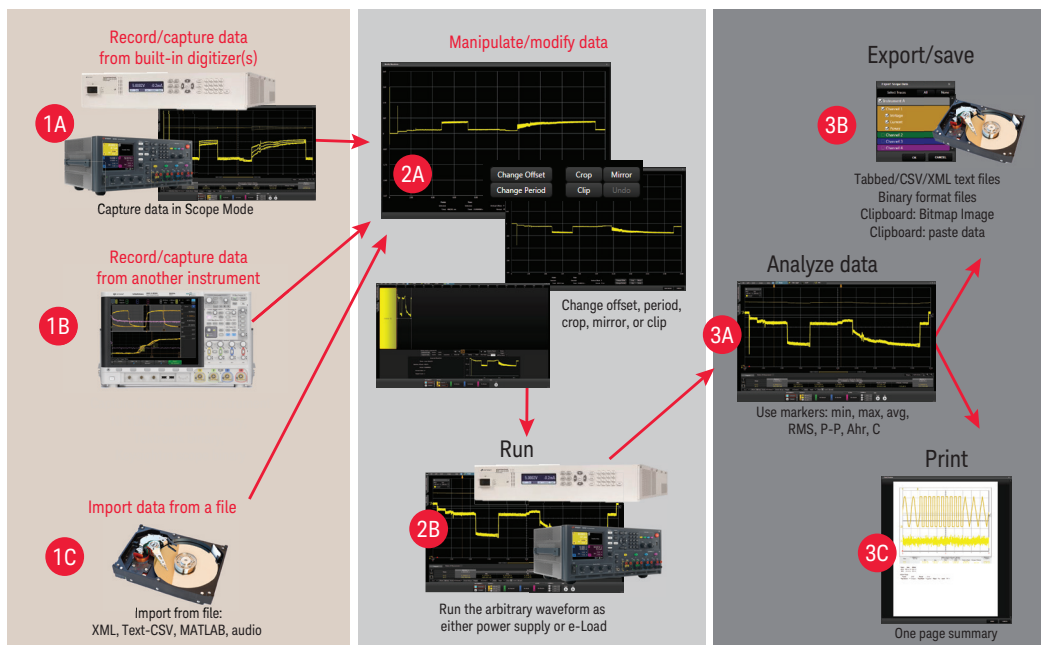 Record/capture data
from built-in digitizer(s)
1A
Capture data in Scope Mode
Record/capture data
from another instrument
1B
Import data from a file
1C
Import from file:
XML, Text-CSV, MATLAB, audio
Manipulate/modify data
2A
Change Offset
Crop
Mirror
Change Period
Clip
Undo
Change offset, period,
crop, mirror, or clip
Run
2B
Run the arbitrary waveform as
either power supply or e-Load
Analyze data
3A
Use markers: min, max, avg,
RMS, P-P, Ahr, C
Export/save
3B
Tabbed/CSV/XML text files
Binary format files
Clipboard: Bitmap Image
Clipboard: paste data
Print
3C
One page summary